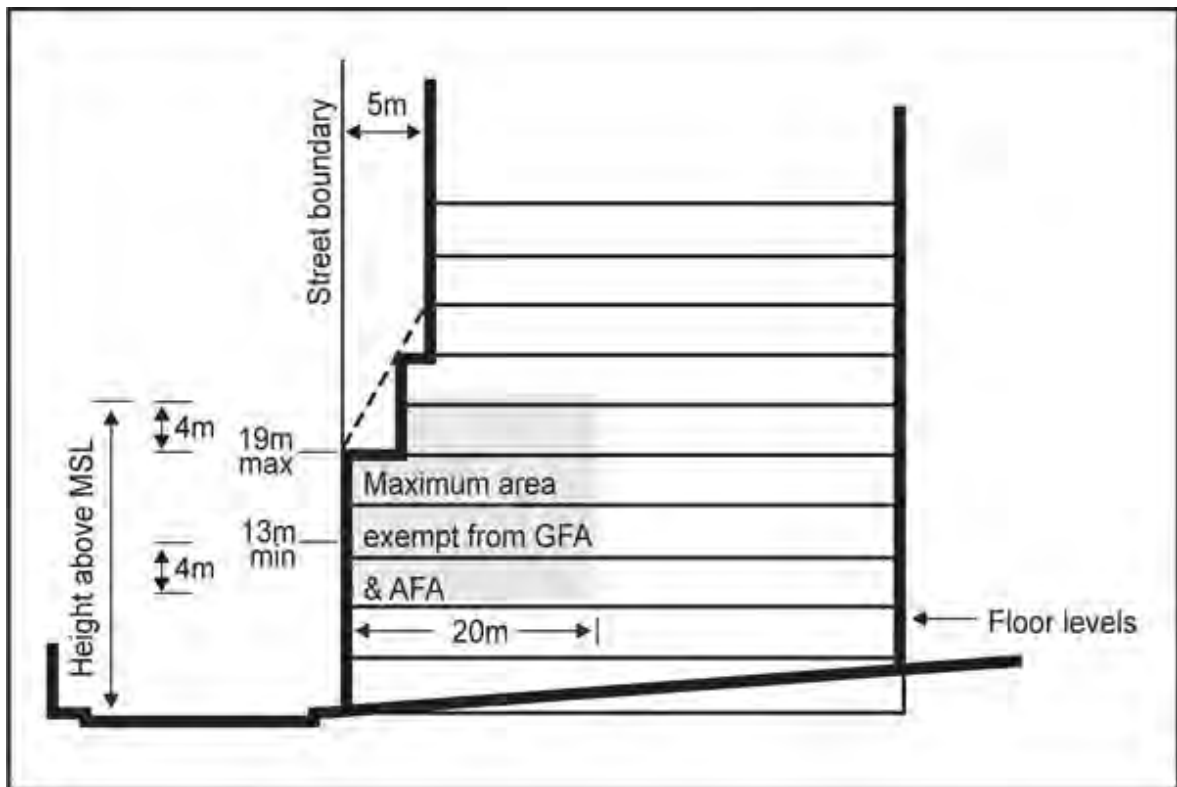 5m
Street boundary
Height above MSL
4m
19m
max
Maximum area
13m
min
exempt from GFA
4m
& AFA
20m
Floor levels